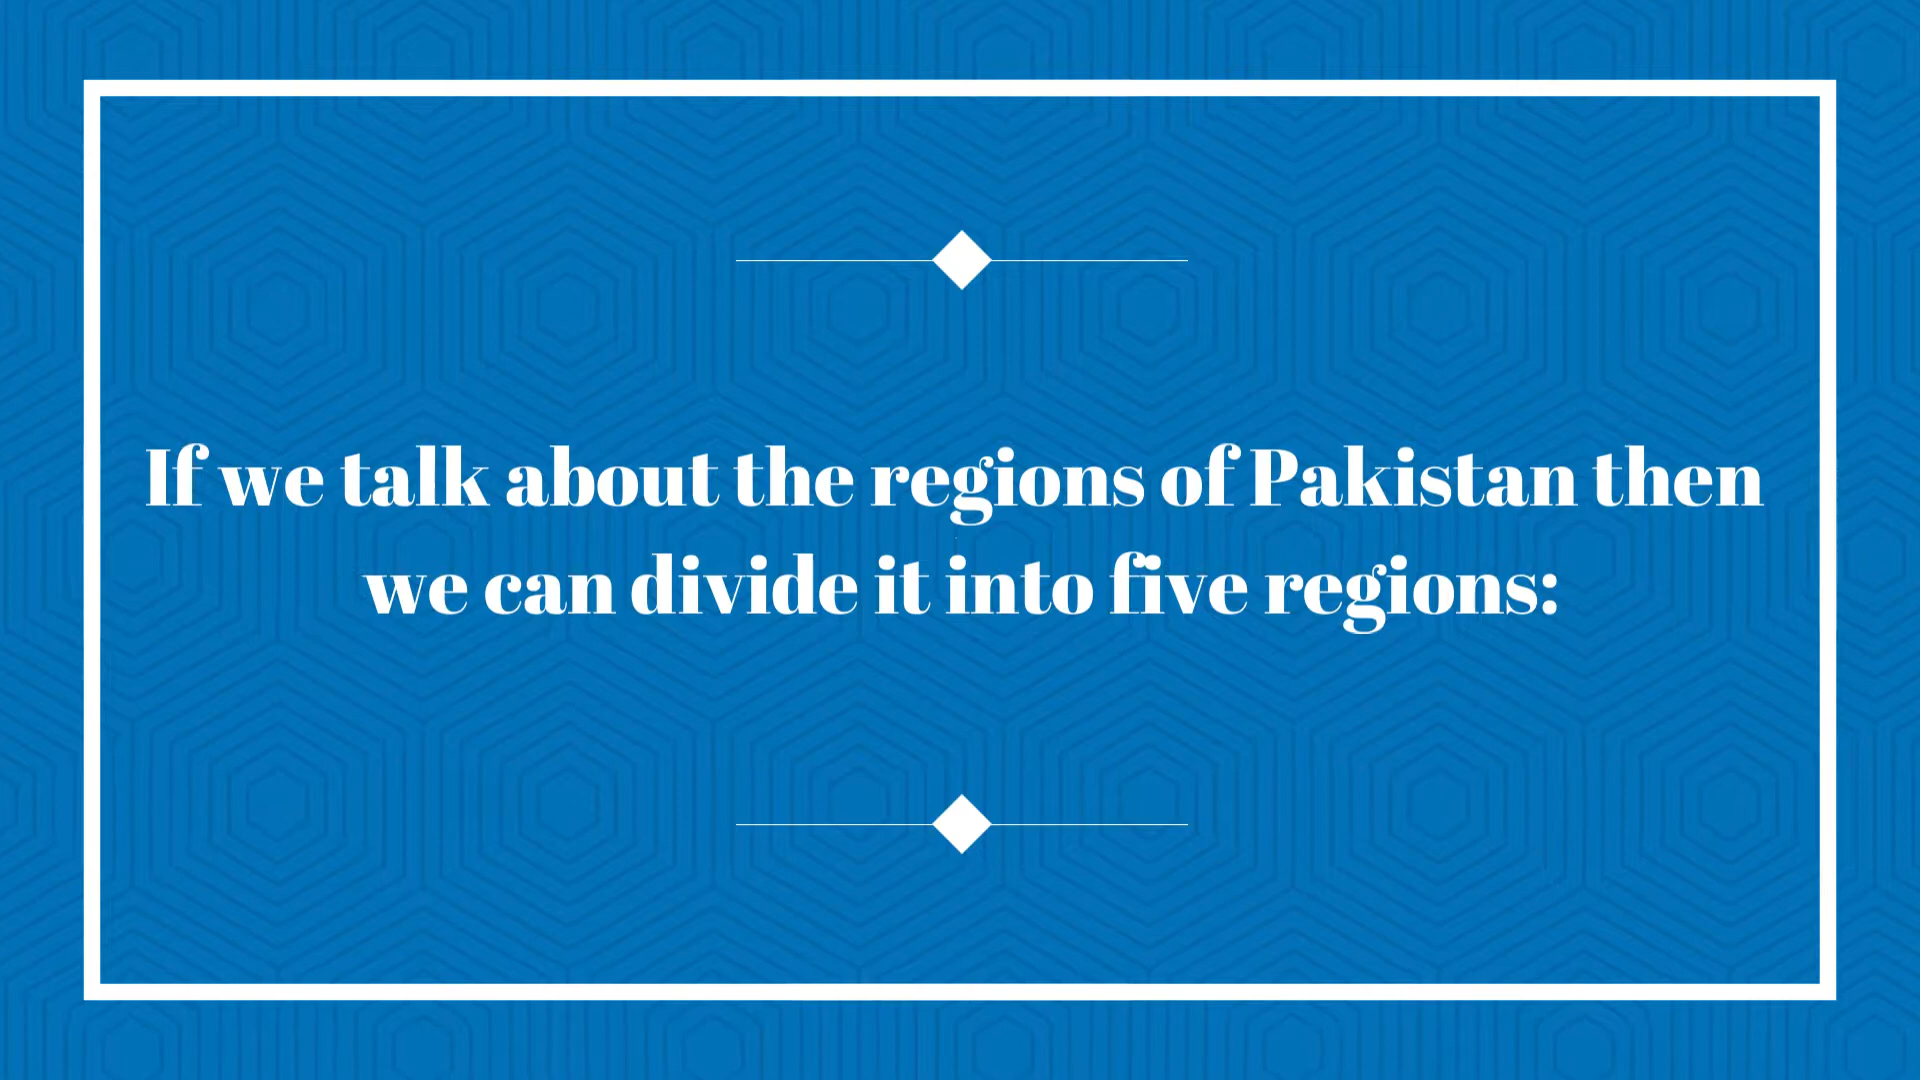 If we talk about the regions of Pakistan then
we can divide it into five regions: